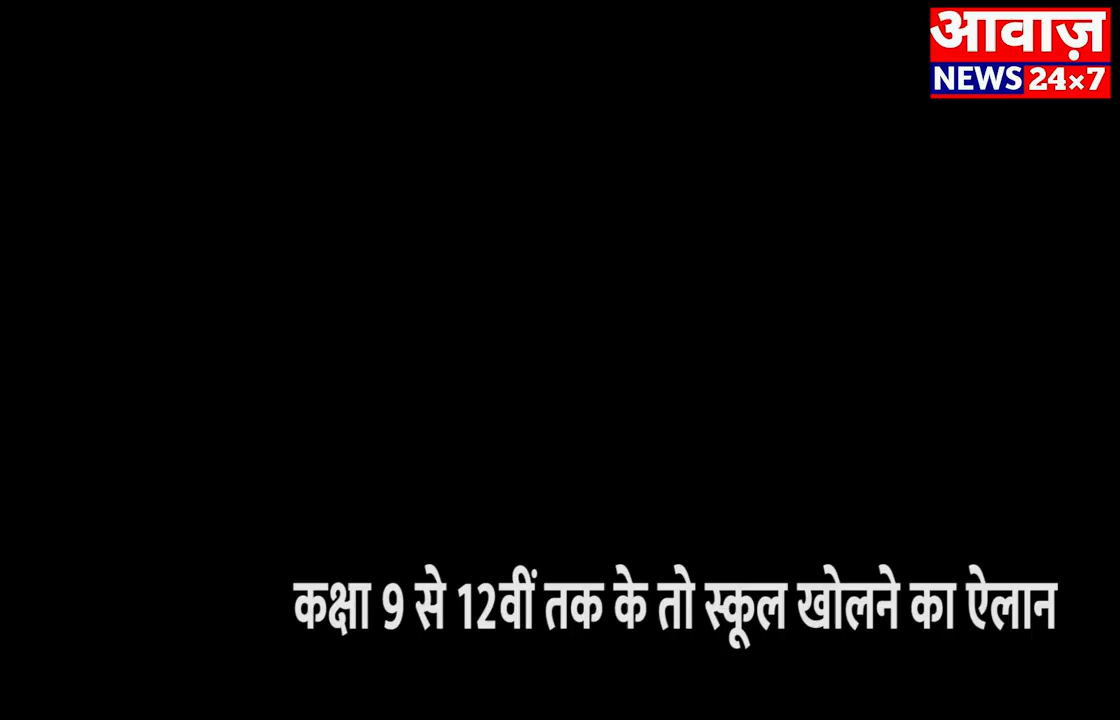 आवाज़
NEWS 24×7
कक्षा 9 से 12वीं तक के तो स्कूल खोलने का ऐलान